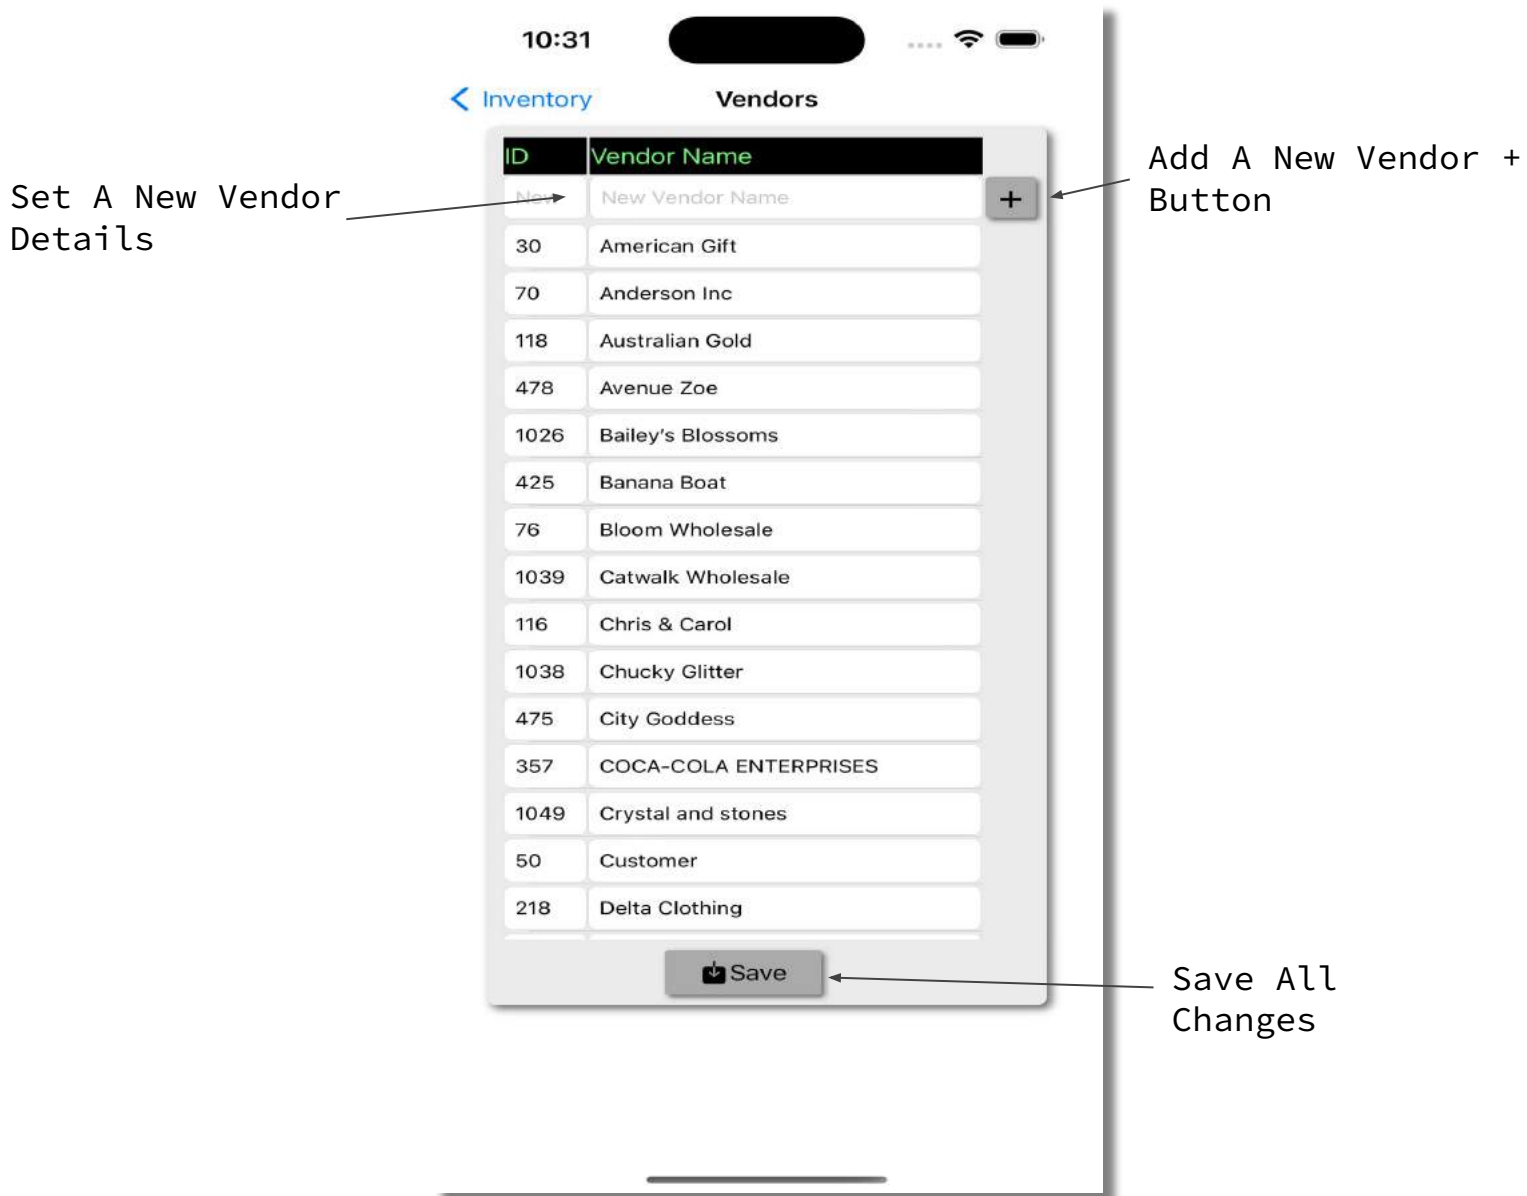 10:31
Inventory
Vendors
ID Vendor Name
Set A New Vendor
Details
New New Vendor Name
+
Add A New Vendor +
Button
30 American Gift
70 Anderson Inc
118 Australian Gold
478 Avenue Zoe
1026 Bailey's Blossoms
425 Banana Boat
76 Bloom Wholesale
1039 Catwalk Wholesale
116 Chris & Carol
1038 Chucky Glitter
475 City Goddess
357 COCA-COLA ENTERPRISES
1049 Crystal and stones
50 Customer
218 Delta Clothing
Save
Save All
Changes